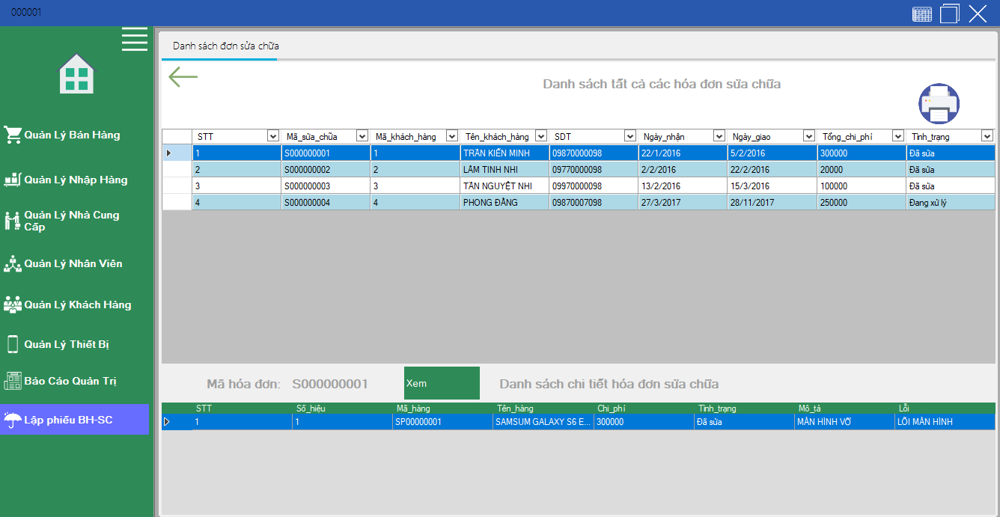 000001
Danh sách đơn sửa chữa
Danh sách tất cả các hóa đơn sửa chữa
Quản Lý Bán Hàng
Quản Lý Nhập Hàng
Quản Lý Nhà Cung
Cấp
Quản Lý Nhân Viên
Quản Lý Khách Hàng
Quản Lý Thiết Bị
Báo Cáo Quản Trị
Lập phiếu BH-SC
STT Mã_sửa_chữa Mã_khách_hàng Tên_khách_hàng SDT Ngày_nhận Ngày_giao Tổng_chi_phí Tình_trạng
1 S000000001 1 TRẦN KIẾN MINH 09870000098 22/1/2016 5/2/2016 300000 Đã sửa
2 S000000002 2 LÂM TINH NHI 09770000098 2/2/2016 22/2/2016 20000 Đã sửa
3 S000000003 3 TẦN NGUYỆT NHI 09970000098 13/2/2016 15/3/2016 100000 Đã sửa
4 S000000004 4 PHONG ĐẰNG 09870007098 27/3/2017 28/11/2017 250000 Đang xử lý
Mã hóa đơn: S000000001 Xem Danh sách chi tiết hóa đơn sửa chữa
STT Số_hiệu Mã_hàng Tên_hàng Chi_phí Tình_trạng Mô_tả Lỗi
1 1 SP00000001 SAMSUM GALAXY S6 E... 300000 Đã sửa MÀN HÌNH VỠ LỖI MÀN HÌNH